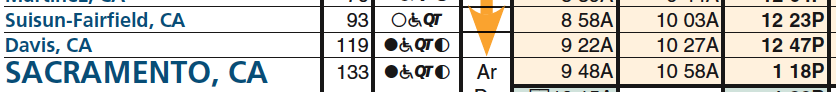 Suisun-Fairfield, CA 93 QT 8 58A 10 03A 12 23P
Davis, CA 119 QT 9 22A 10 27A 12 47P
SACRAMENTO, CA 133 QT Ar 9 48A 10 58A 1 18P